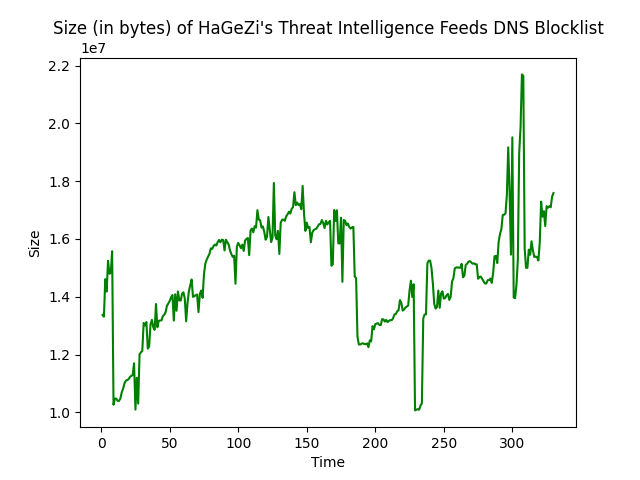 Size (in bytes) of HaGeZi's Threat Intelligence Feeds DNS Blocklist
1e7
2.2
2.0
1.8
1.6
1.4
1.2
1.0
Size
0 50 100 150 200 250 300
Time